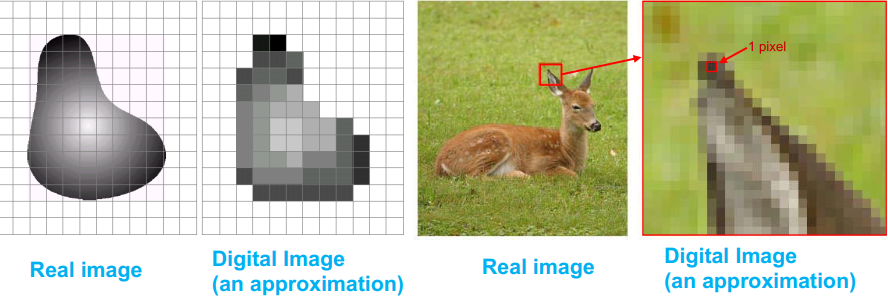 1 pixel
Real image
Digital Image
(an approximation)
Real image
Digital Image
(an approximation)